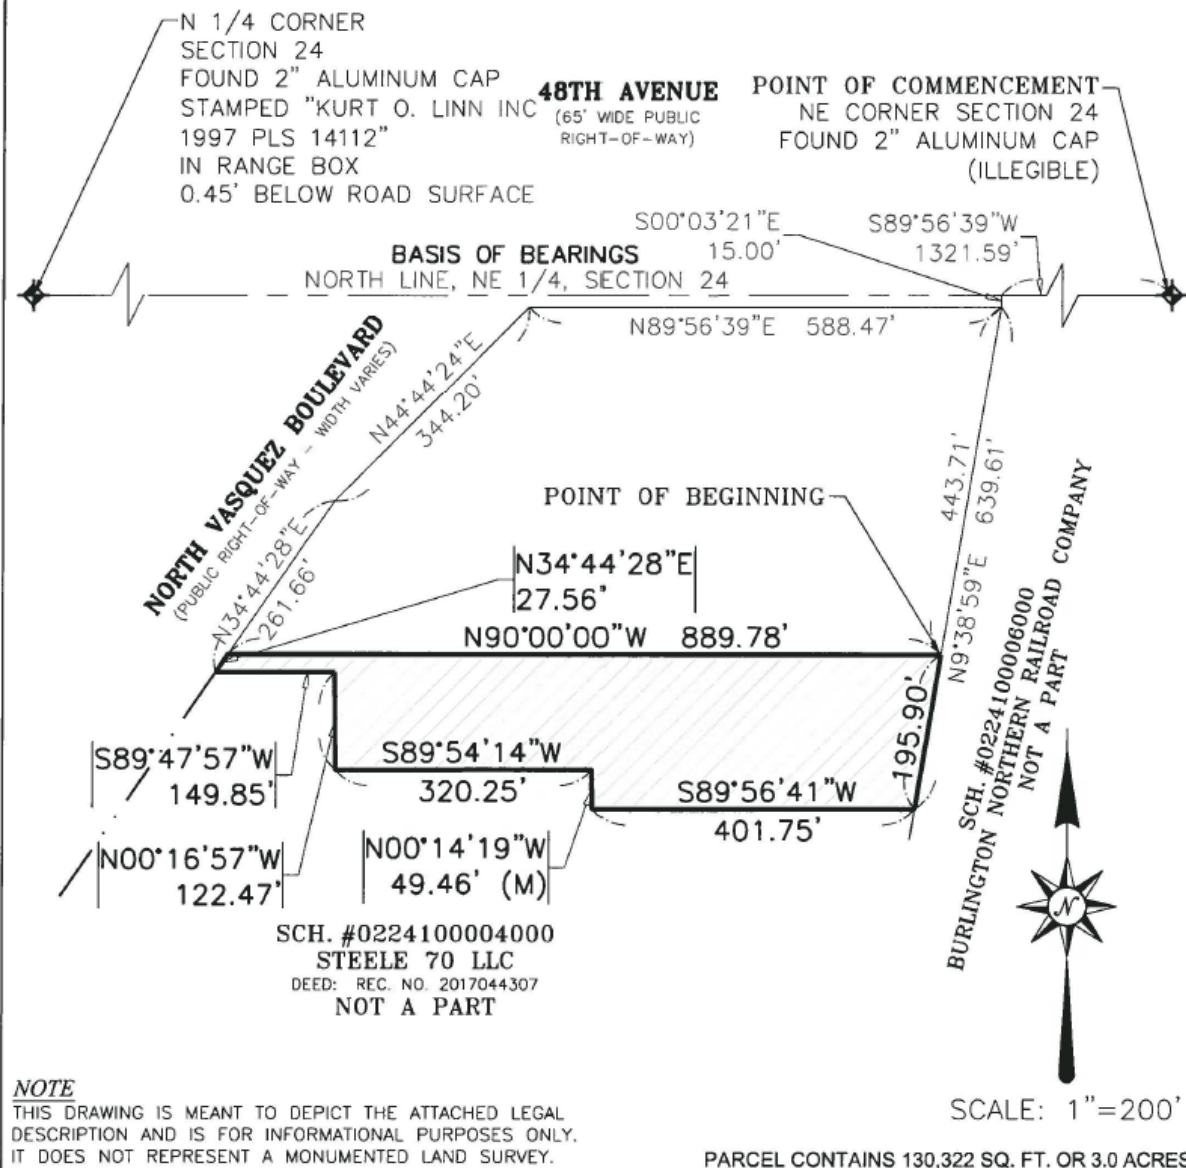 N 1/4 CORNER
SECTION 24
FOUND 2" ALUMINUM CAP
STAMPED "KURT O. LINN INC
1997 PLS 14112"
IN RANGE BOX
0.45' BELOW ROAD SURFACE
48TH AVENUE
(65' WIDE PUBLIC
RIGHT-OF-WAY)
POINT OF COMMENCEMENT
NE CORNER SECTION 24
FOUND 2" ALUMINUM CAP
(ILLEGIBLE)
S00°03'21"E
15.00'
S89°56'39"W
1321.59'
BASIS OF BEARINGS
NORTH LINE, NE 1/4, SECTION 24
N89°56'39"E 588.47'
NORTH VASQUEZ BOULEVARD
(PUBLIC RIGHT-OF-WAY - WIDTH VARIES)
N44°44'24"E
344.20'
N34°44'28"E
261.66'
POINT OF BEGINNING
443.71'
N9°38'59"E 639.61'
N34°44'28"E
27.56'
N90°00'00"W 889.78'
195.90'
SCH. #0224100006000
BURLINGTON NORTHERN RAILROAD COMPANY
NOT A PART
S89°47'57"W
149.85'
S89°54'14"W
320.25'
S89°56'41"W
401.75'
N00°16'57"W
122.47'
N00°14'19"W
49.46' (M)
SCH. #0224100004000
STEELE 70 LLC
DEED: REC. NO. 2017044307
NOT A PART
N
NOTE
THIS DRAWING IS MEANT TO DEPICT THE ATTACHED LEGAL
DESCRIPTION AND IS FOR INFORMATIONAL PURPOSES ONLY.
IT DOES NOT REPRESENT A MONUMENTED LAND SURVEY.
SCALE: 1"=200'
PARCEL CONTAINS 130,322 SQ. FT. OR 3.0 ACRES